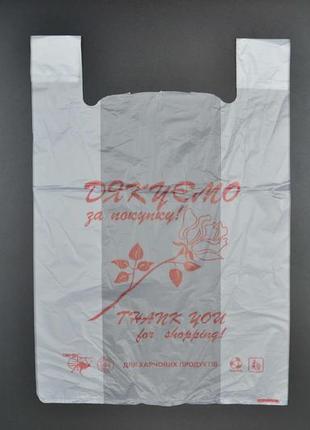 ДЯКУЄМО
за покупку!
THANK YOU
for shopping!
ДЛЯ ХАРЧОВИХ ПРОДУКТІВ